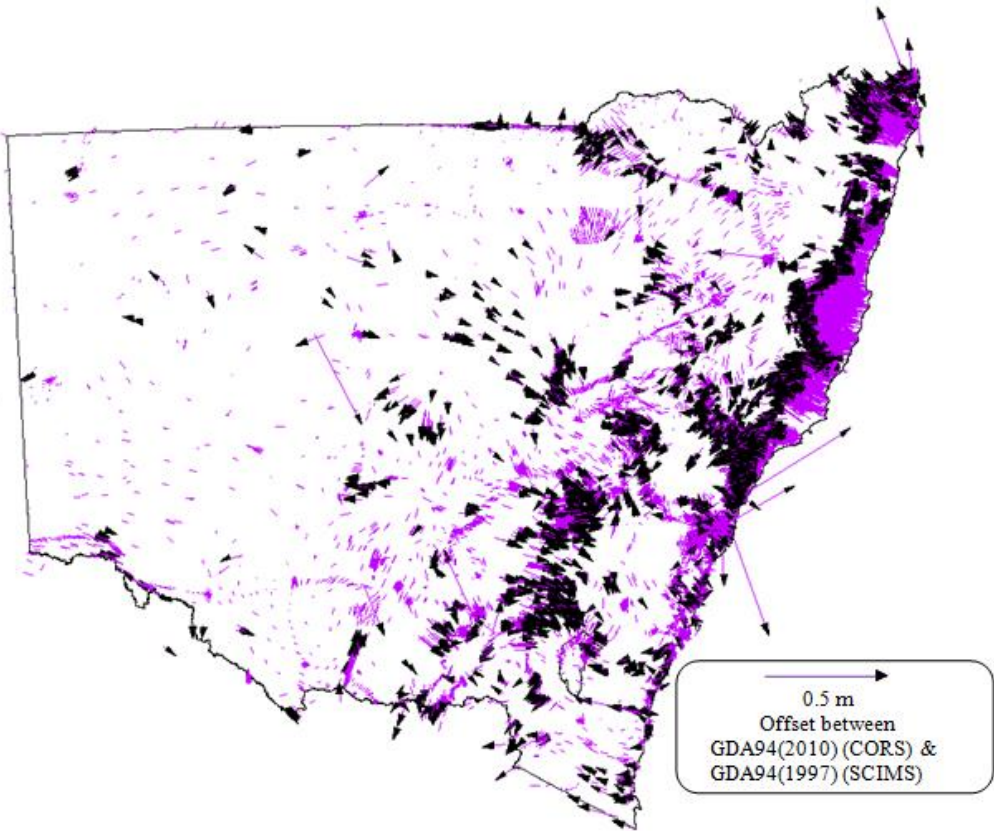 0.5 m
Offset between
GDA94(2010) (CORS) &
GDA94(1997) (SCIMS)